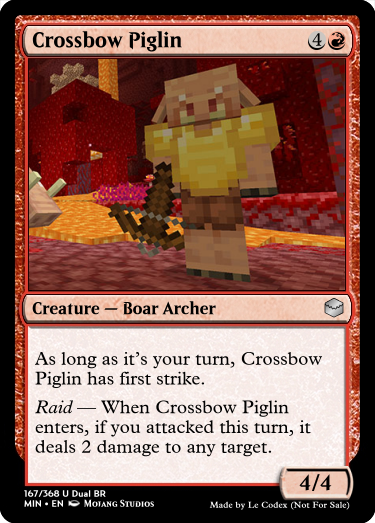 Crossbow Piglin 4
Creature — Boar Archer
As long as it's your turn, Crossbow
Piglin has first strike.
Raid — When Crossbow Piglin
enters, if you attacked this turn, it
deals 2 damage to any target.
4/4
167/368 U Dual BR
MIN • EN Mojang Studios
Made by Le Codex (Not For Sale)